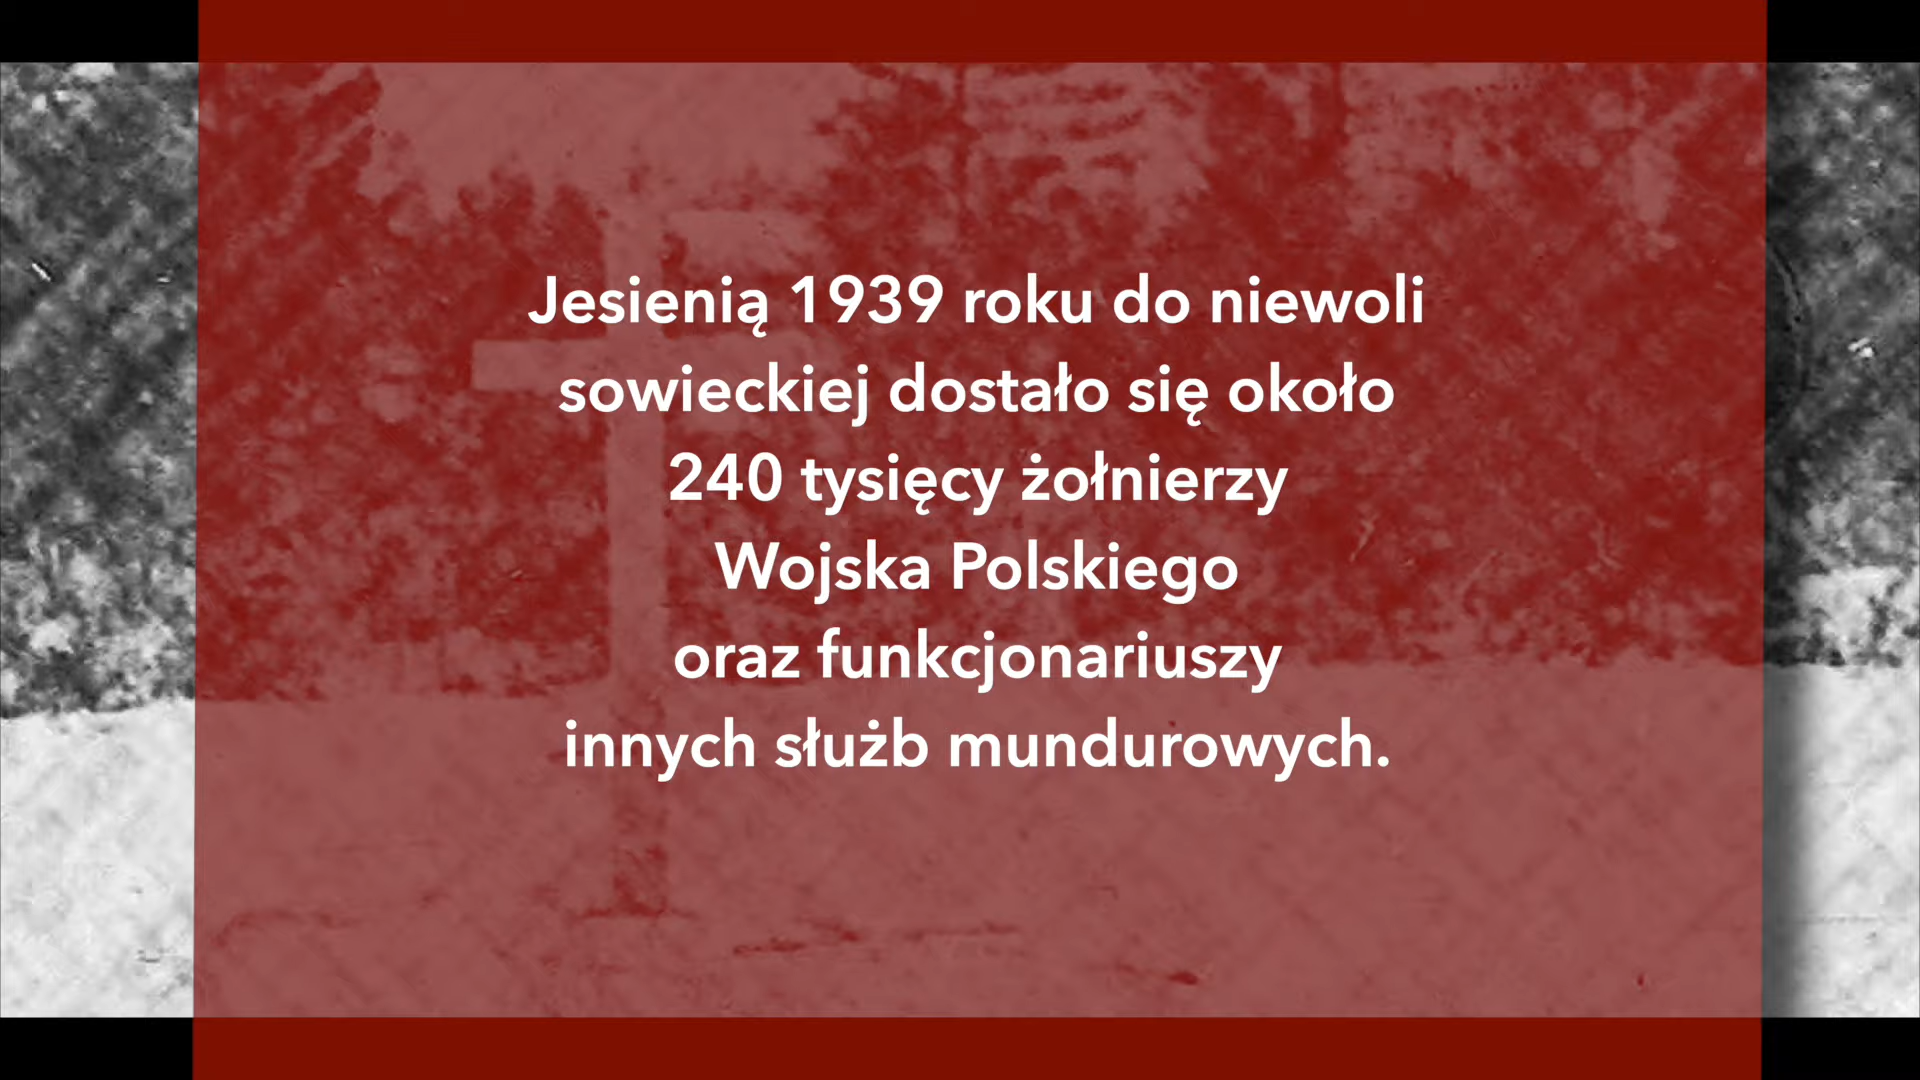 Jesienią 1939 roku do niewoli
sowieckiej dostało się około
240 tysięcy żołnierzy
Wojska Polskiego
oraz funkcjonariuszy
innych służb mundurowych.